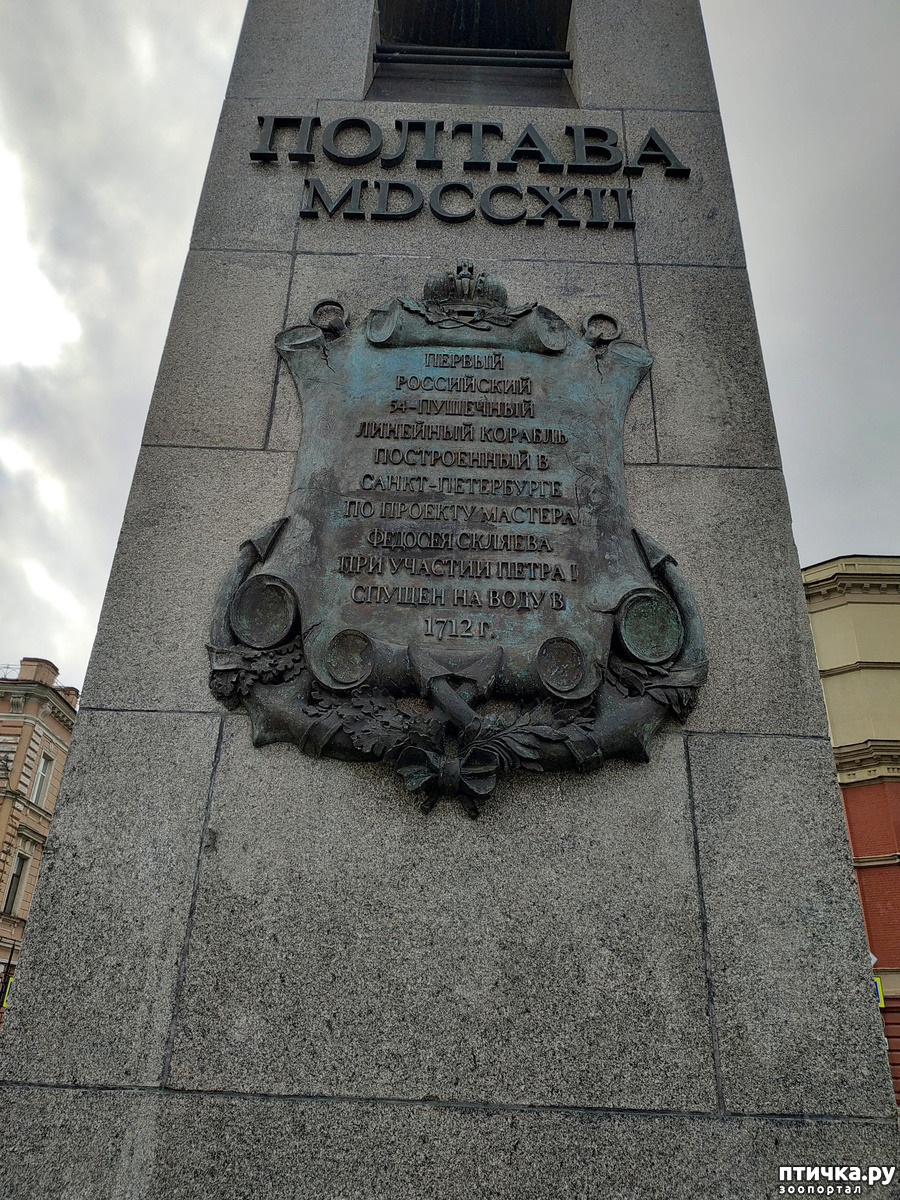 ПОЛТАВА
MDCCXII
ПЕРВЫЙ
РОССИЙСКИЙ
54-ПУШЕЧНЫЙ
ЛИНЕЙНЫЙ КОРАБЛЬ
ПОСТРОЕННЫЙ В
САНКТ-ПЕТЕРБУРГЕ
ПО ПРОЕКТУ МАСТЕРА
ФЕДОСЕЯ СКЛЯЕВА
ПРИ УЧАСТИИ ПЕТРА I
СПУЩЕН НА ВОДУ В
1712 г.
птичка.ру
зоопортал